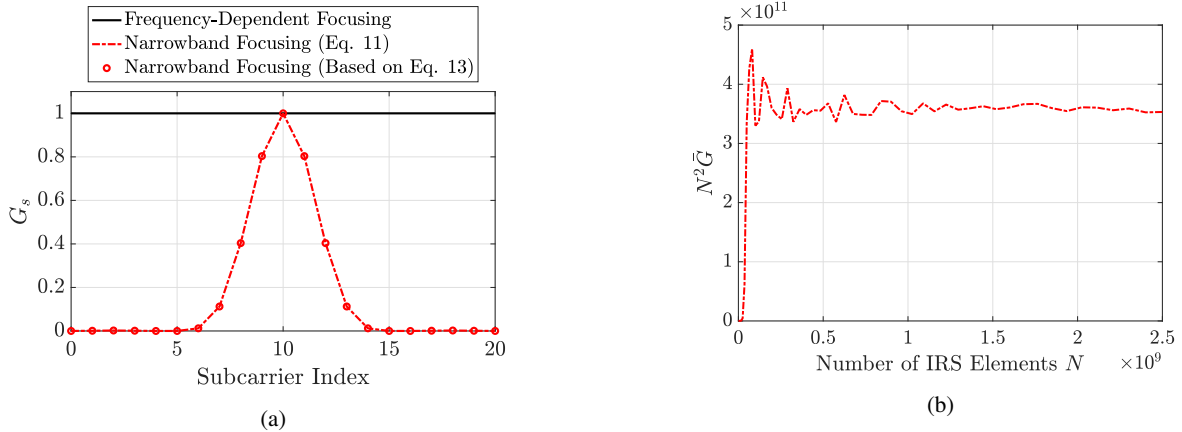 Frequency-Dependent Focusing
Narrowband Focusing (Eq. 11)
Narrowband Focusing (Based on Eq. 13)
1
0.8
0.6
0.4
0.2
0
G_s
0 5 10 15 20
Subcarrier Index
(a)
×10^11
5
4
3
2
1
0
N²Ḡ
0 0.5 1 1.5 2 2.5
Number of IRS Elements N ×10^9
(b)